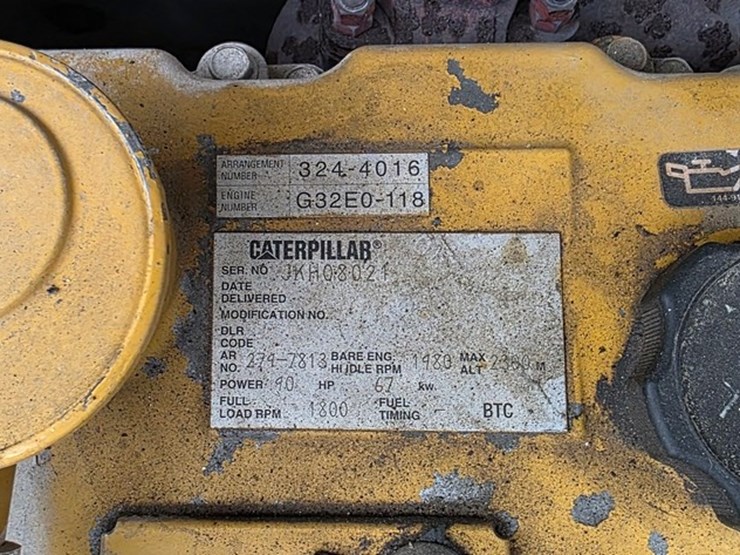 ARRANGEMENT NUMBER 324-4016
ENGINE NUMBER G32E0-118
CATERPILLAR®
SER. NO JKH08021
DATE
DELIVERED
MODIFICATION NO.
DLR
CODE
AR NO. 279-7813 BARE ENG. HI IDLE RPM 1980 MAX ALT M
POWER 90 HP 67 kw
FULL LOAD RPM 1800 FUEL TIMING - BTC